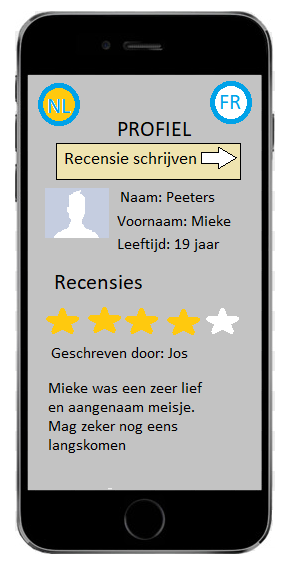 NL
FR
PROFIEL
Recensie schrijven
Naam: Peeters
Voornaam: Mieke
Leeftijd: 19 jaar
Recensies
Geschreven door: Jos
Mieke was een zeer lief
en aangenaam meisje.
Mag zeker nog eens
langskomen